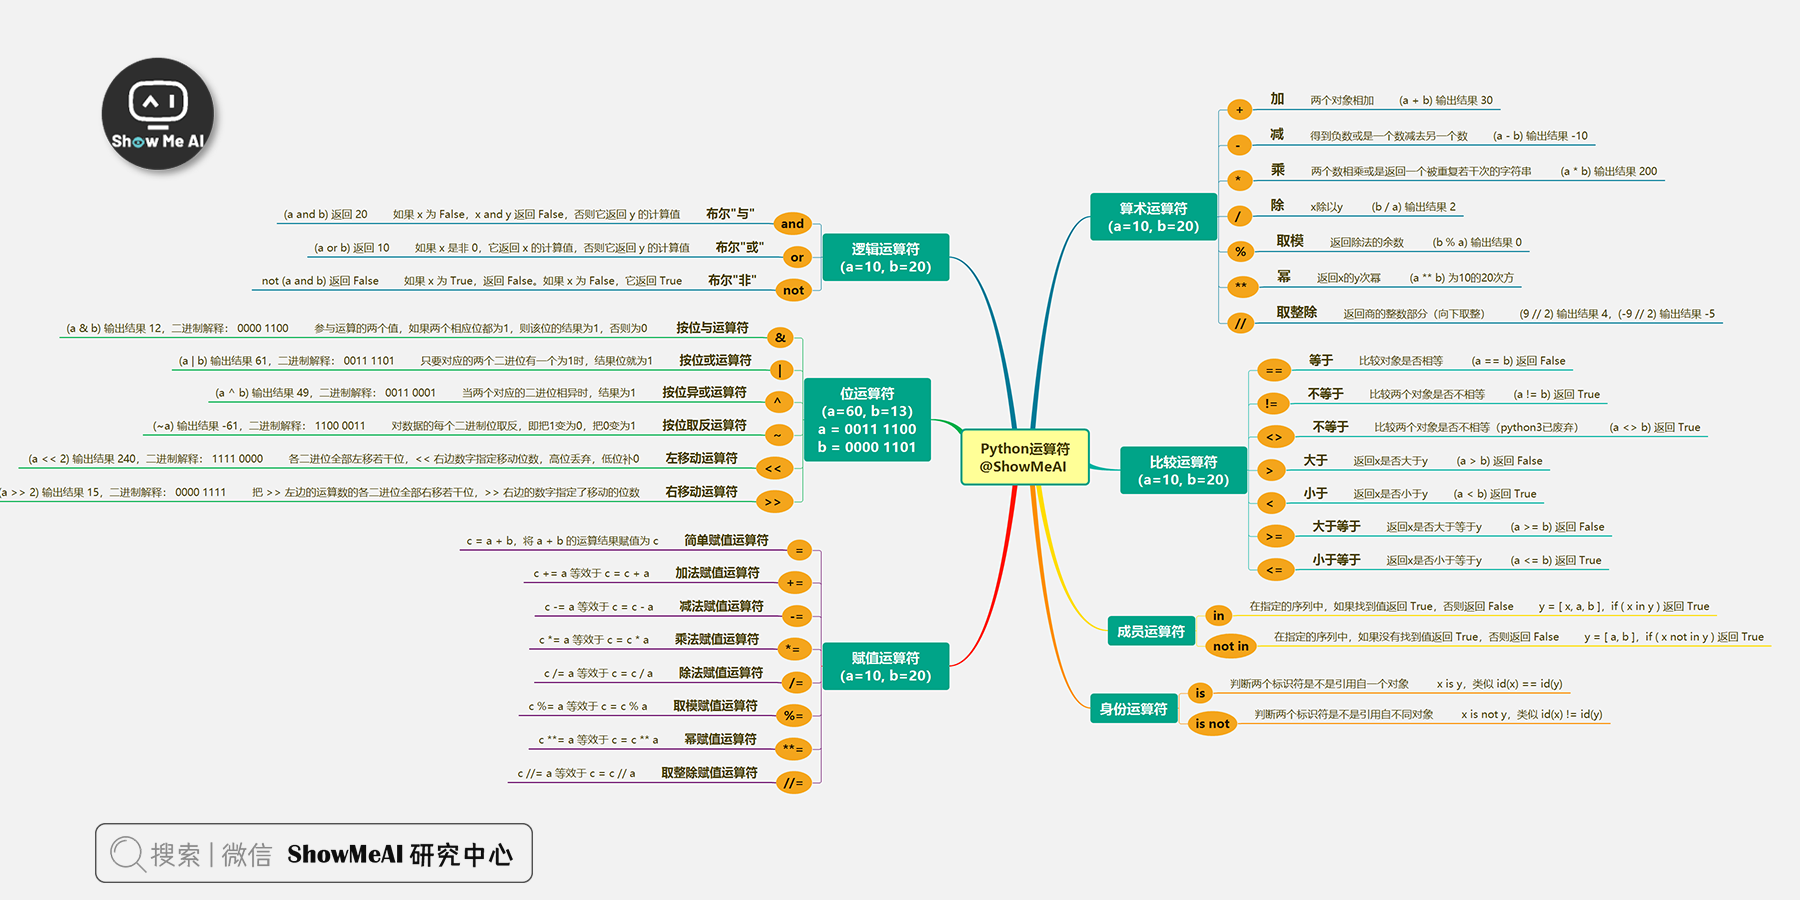 Show Me AI
Python运算符
@ShowMeAI
逻辑运算符
(a=10, b=20)
and 布尔"与" 如果 x 为 False，x and y 返回 False，否则它返回 y 的计算值 (a and b) 返回 20
or 布尔"或" 如果 x 是非 0，它返回 x 的计算值，否则它返回 y 的计算值 (a or b) 返回 10
not 布尔"非" 如果 x 为 True，返回 False。如果 x 为 False，它返回 True not (a and b) 返回 False
位运算符
(a=60, b=13)
a = 0011 1100
b = 0000 1101
& 按位与运算符 参与运算的两个值，如果两个相应位都为1，则该位的结果为1，否则为0 (a & b) 输出结果 12，二进制解释： 0000 1100
| 按位或运算符 只要对应的两个二进位有一个为1时，结果位就为1 (a | b) 输出结果 61，二进制解释： 0011 1101
^ 按位异或运算符 当两个对应的二进位相异时，结果为1 (a ^ b) 输出结果 49，二进制解释： 0011 0001
~ 按位取反运算符 对数据的每个二进制位取反，即把1变为0，把0变为1 (~a) 输出结果 -61，二进制解释： 1100 0011
<< 左移动运算符 各二进位全部左移若干位，<< 右边数字指定移动位数，高位丢弃，低位补0 (a << 2) 输出结果 240，二进制解释： 1111 0000
>> 右移动运算符 把 >> 左边的运算数的各二进位全部右移若干位，>> 右边的数字指定了移动的位数 (a >> 2) 输出结果 15，二进制解释： 0000 1111
赋值运算符
(a=10, b=20)
= 简单赋值运算符 c = a + b，将 a + b 的运算结果赋值为 c
+= 加法赋值运算符 c += a 等效于 c = c + a
-= 减法赋值运算符 c -= a 等效于 c = c - a
*= 乘法赋值运算符 c *= a 等效于 c = c * a
/= 除法赋值运算符 c /= a 等效于 c = c / a
%= 取模赋值运算符 c %= a 等效于 c = c % a
**= 幂赋值运算符 c **= a 等效于 c = c ** a
//= 取整除赋值运算符 c //= a 等效于 c = c // a
算术运算符
(a=10, b=20)
+ 加 两个对象相加 (a + b) 输出结果 30
- 减 得到负数或是一个数减去另一个数 (a - b) 输出结果 -10
* 乘 两个数相乘或是返回一个被重复若干次的字符串 (a * b) 输出结果 200
/ 除 x除以y (b / a) 输出结果 2
% 取模 返回除法的余数 (b % a) 输出结果 0
** 幂 返回x的y次幂 (a ** b) 为10的20次方
// 取整除 返回商的整数部分（向下取整） (9 // 2) 输出结果 4，(-9 // 2) 输出结果 -5
比较运算符
(a=10, b=20)
== 等于 比较对象是否相等 (a == b) 返回 False
!= 不等于 比较两个对象是否不相等 (a != b) 返回 True
<> 不等于 比较两个对象是否不相等（python3已废弃） (a <> b) 返回 True
> 大于 返回x是否大于y (a > b) 返回 False
< 小于 返回x是否小于y (a < b) 返回 True
>= 大于等于 返回x是否大于等于y (a >= b) 返回 False
<= 小于等于 返回x是否小于等于y (a <= b) 返回 True
成员运算符
in 在指定的序列中，如果找到值返回 True，否则返回 False y = [ x, a, b ]，if ( x in y ) 返回 True
not in 在指定的序列中，如果没有找到值返回 True，否则返回 False y = [ a, b ]，if ( x not in y ) 返回 True
身份运算符
is 判断两个标识符是不是引用自一个对象 x is y，类似 id(x) == id(y)
is not 判断两个标识符是不是引用自不同对象 x is not y，类似 id(x) != id(y)
搜索 | 微信 ShowMeAI 研究中心